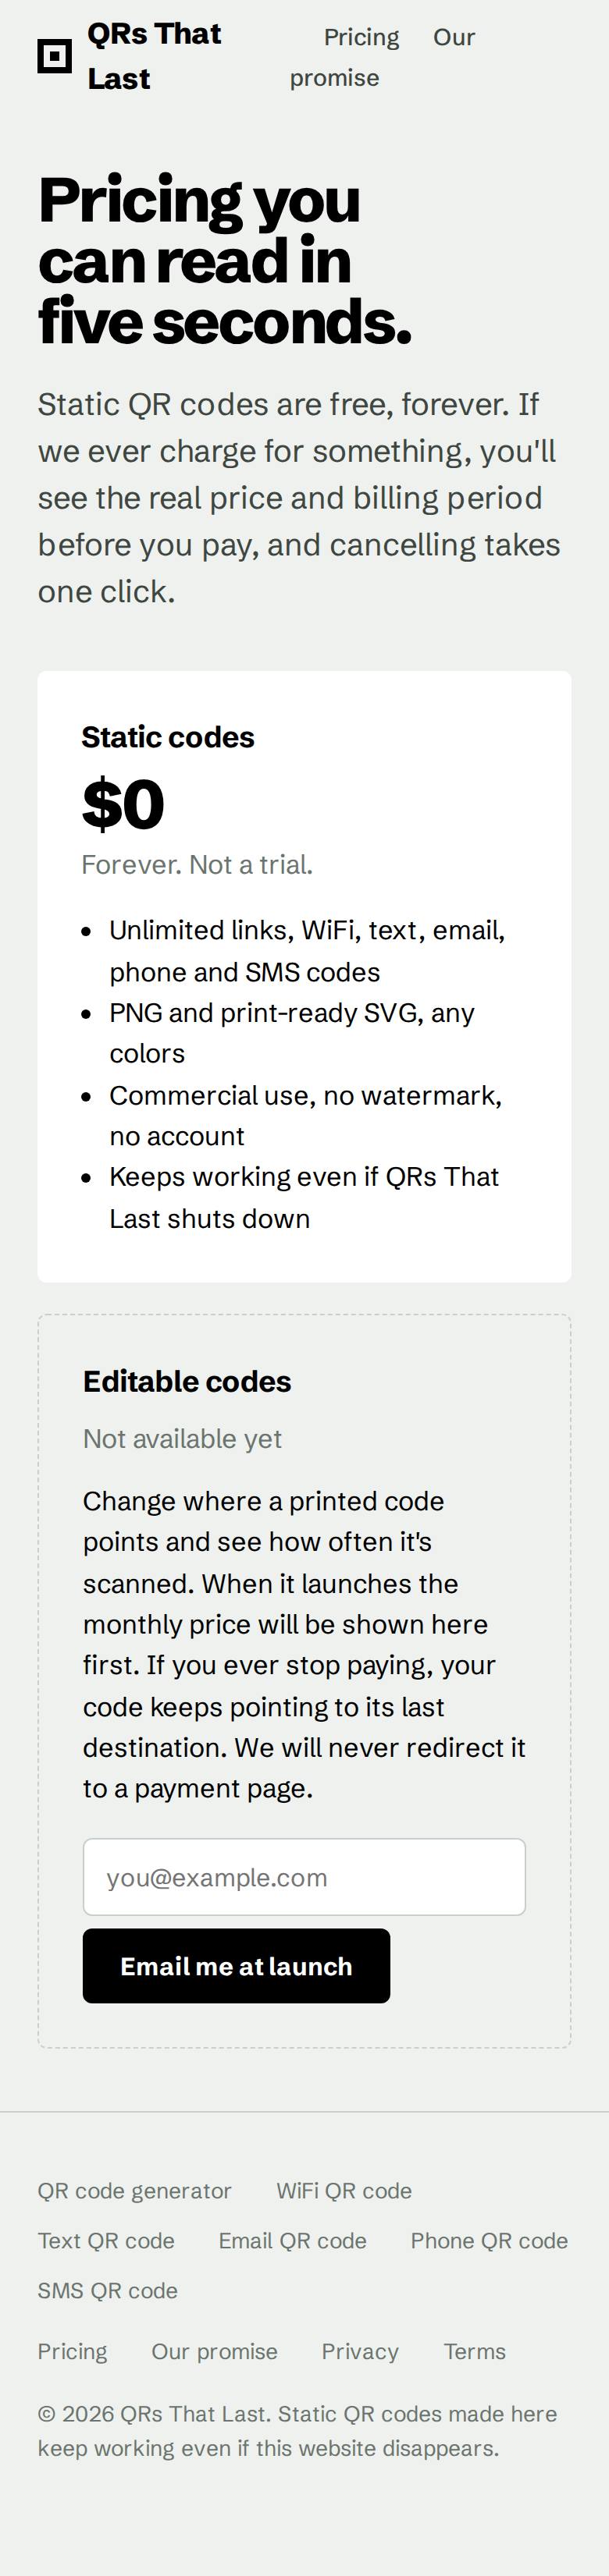 QRs That
Last
Pricing Our
promise
Pricing you
can read in
five seconds.
Static QR codes are free, forever. If
we ever charge for something, you'll
see the real price and billing period
before you pay, and cancelling takes
one click.
Static codes
$0
Forever. Not a trial.
• Unlimited links, WiFi, text, email,
phone and SMS codes
• PNG and print-ready SVG, any
colors
• Commercial use, no watermark,
no account
• Keeps working even if QRs That
Last shuts down
Editable codes
Not available yet
Change where a printed code
points and see how often it's
scanned. When it launches the
monthly price will be shown here
first. If you ever stop paying, your
code keeps pointing to its last
destination. We will never redirect it
to a payment page.
you@example.com
Email me at launch
QR code generator WiFi QR code
Text QR code Email QR code Phone QR code
SMS QR code
Pricing Our promise Privacy Terms
© 2026 QRs That Last. Static QR codes made here
keep working even if this website disappears.